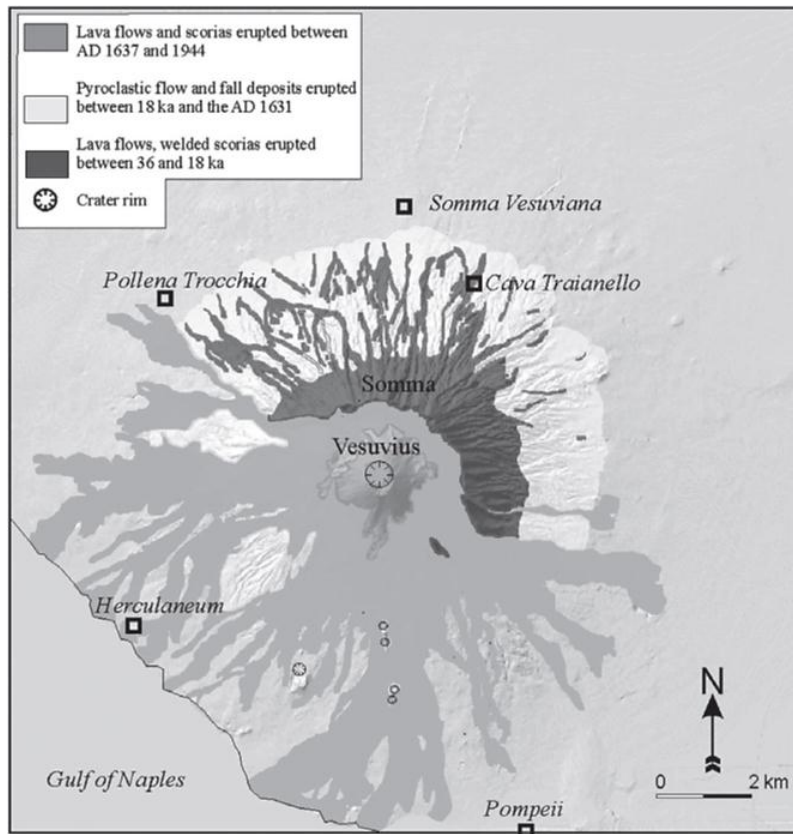 Lava flows and scorias erupted between
AD 1637 and 1944
Pyroclastic flow and fall deposits erupted
between 18 ka and the AD 1631
Lava flows, welded scorias erupted
between 36 and 18 ka
Crater rim
Somma Vesuviana
Pollena Trocchia
Cava Traianello
Somma
Vesuvius
Herculaneum
N
Gulf of Naples
0 2 km
Pompeii